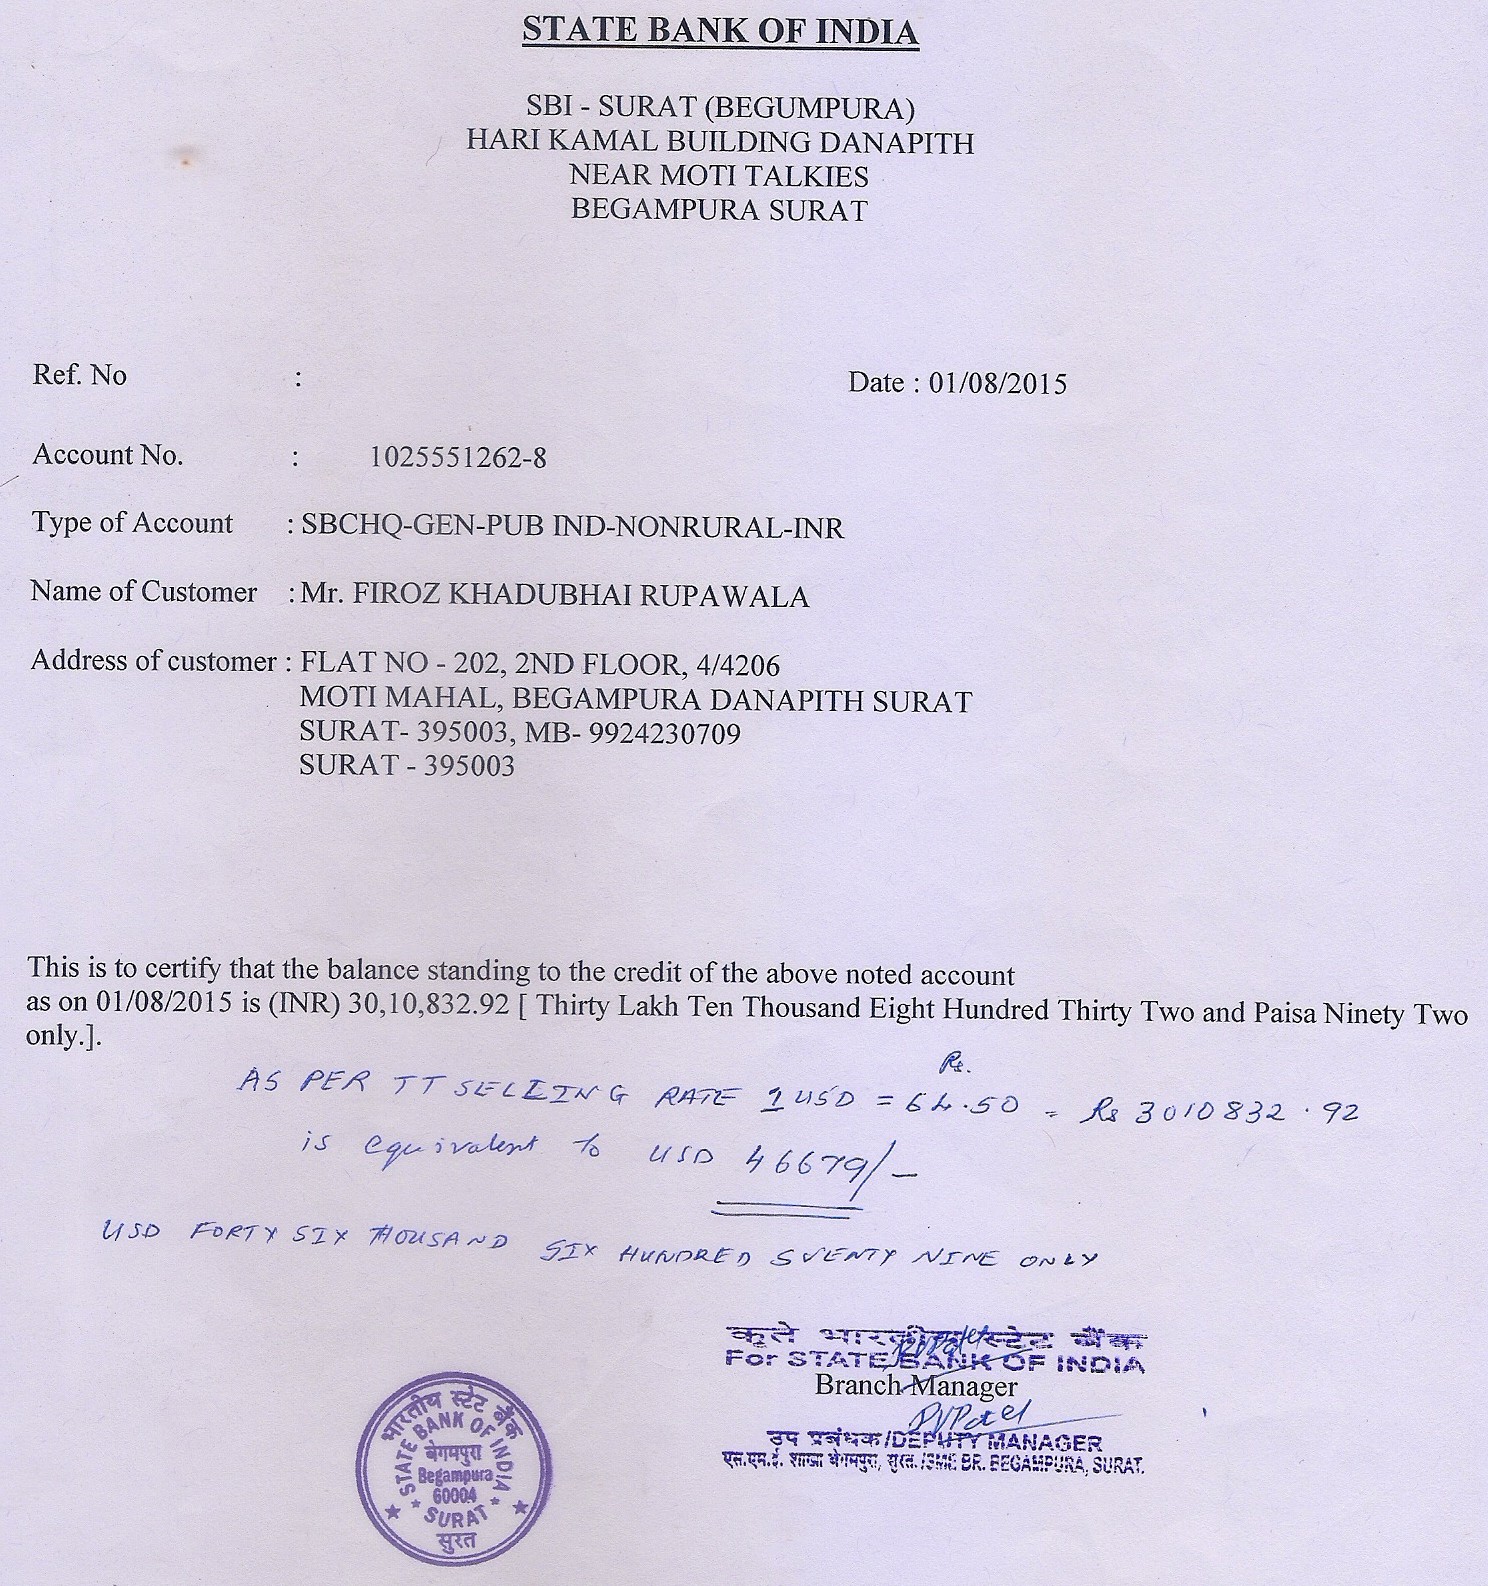 STATE BANK OF INDIA
SBI - SURAT (BEGUMPURA)
HARI KAMAL BUILDING DANAPITH
NEAR MOTI TALKIES
BEGAMPURA SURAT
Ref. No :
Date : 01/08/2015
Account No. : 1025551262-8
Type of Account : SBCHQ-GEN-PUB IND-NONRURAL-INR
Name of Customer : Mr. FIROZ KHADUBHAI RUPAWALA
Address of customer : FLAT NO - 202, 2ND FLOOR, 4/4206
MOTI MAHAL, BEGAMPURA DANAPITH SURAT
SURAT- 395003, MB- 9924230709
SURAT - 395003
This is to certify that the balance standing to the credit of the above noted account
as on 01/08/2015 is (INR) 30,10,832.92 [ Thirty Lakh Ten Thousand Eight Hundred Thirty Two and Paisa Ninety Two
only.].
AS PER TT SELLING RATE 1 USD = Rs. 64.50 = Rs 3010832.92
is equivalent to USD 46679/-
USD FORTY SIX THOUSAND SIX HUNDRED SVENTY NINE ONLY
कृते भारतीय स्टेट बैंक
For STATE BANK OF INDIA
Branch Manager
PVPatel
उप प्रबंधक/DEPUTY MANAGER
एस.एम.ई. शाखा बेगमपुरा, सुरत./SME BR. BEGAMPURA, SURAT.
भारतीय स्टेट बैंक
STATE BANK OF INDIA
बेगमपुरा
Begampura
60004
SURAT
सुरत